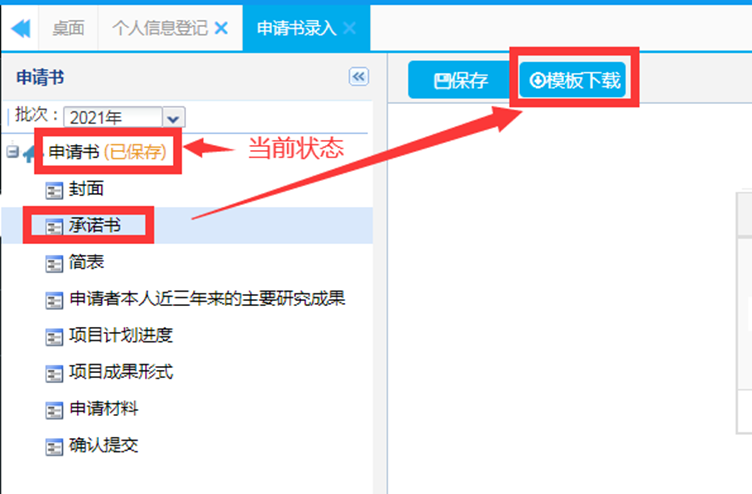 桌面 个人信息登记 申请书录入
申请书
保存 模板下载
批次： 2021年
申请书 (已保存) 当前状态
封面
承诺书
简表
申请者本人近三年来的主要研究成果
项目计划进度
项目成果形式
申请材料
确认提交